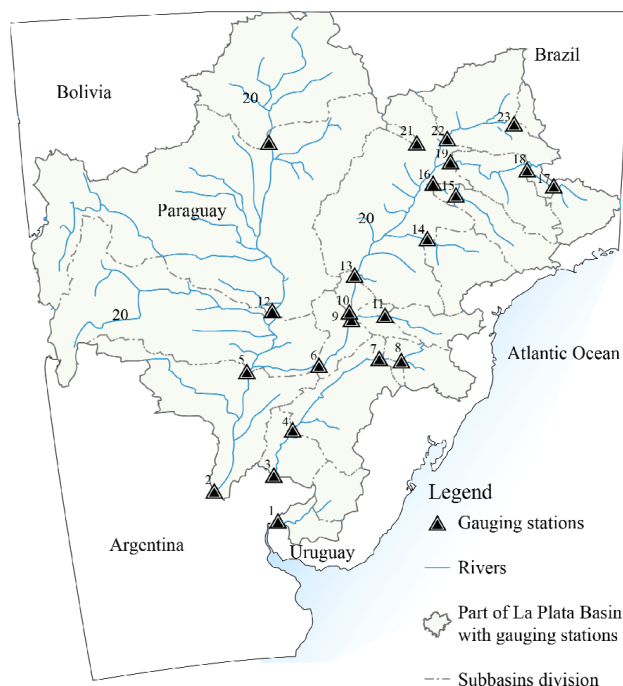 Brazil
Bolivia
20
23
22
21
19
18
17
16
15
Paraguay
20
14
13
12
10
11
9
20
Atlantic Ocean
7
8
6
5
4
3
2
Legend
1
Gauging stations
Argentina
Uruguay
Rivers
Part of La Plata Basin
with gauging stations
Subbasins division